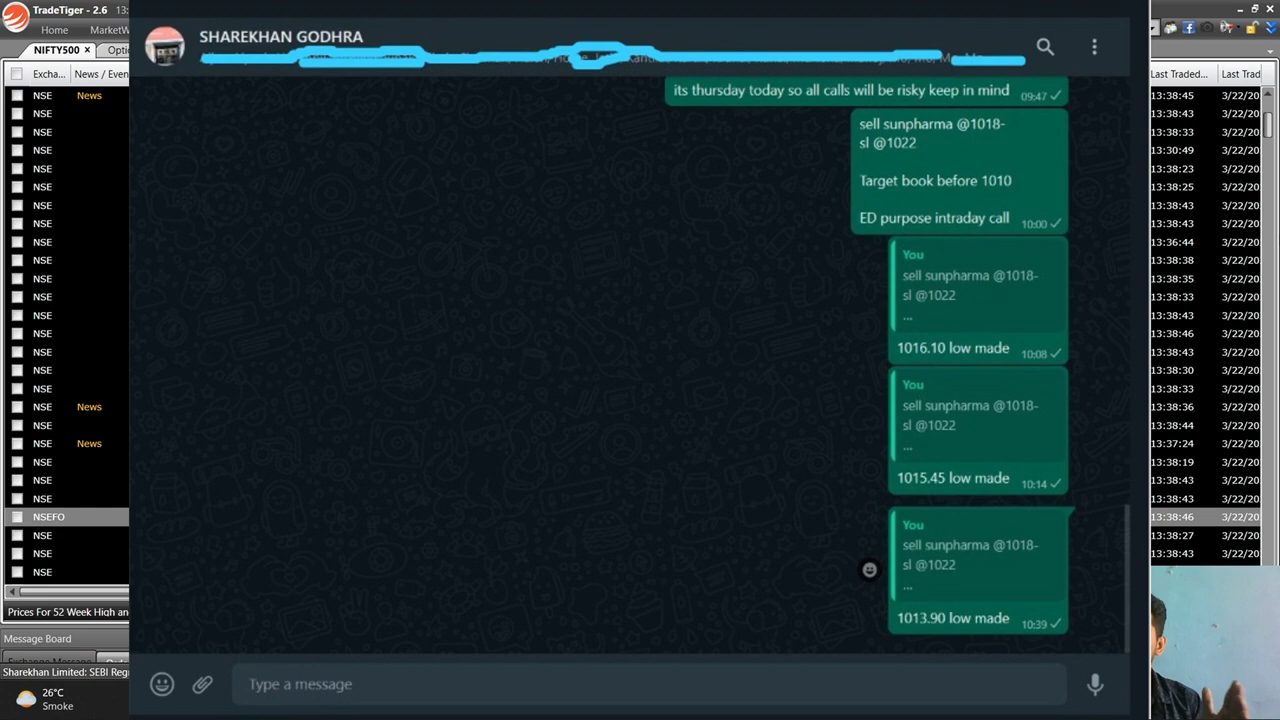 TradeTiger - 2.6
13:
Home
MarketW
NIFTY500 ×
Optio
Excha...
News / Even
Last Traded...
Last Trad
NSE News 13:38:45 3/22/20
NSE 13:38:43 3/22/20
NSE 13:38:33 3/22/20
NSE 13:30:49 3/22/20
NSE 13:38:23 3/22/20
NSE 13:38:25 3/22/20
NSE 13:38:43 3/22/20
NSE 13:38:43 3/22/20
NSE 13:36:44 3/22/20
NSE 13:38:38 3/22/20
NSE 13:38:35 3/22/20
NSE 13:38:33 3/22/20
NSE 13:38:43 3/22/20
NSE 13:38:46 3/22/20
NSE 13:38:43 3/22/20
NSE 13:38:30 3/22/20
NSE 13:38:33 3/22/20
NSE News 13:38:36 3/22/20
NSE 13:38:44 3/22/20
NSE News 13:37:24 3/22/20
NSE 13:38:19 3/22/20
NSE 13:38:43 3/22/20
NSE 13:38:43 3/22/20
NSEFO 13:38:46 3/22/20
NSE 13:38:27 3/22/20
NSE 13:38:43 3/22/20
NSE
Prices For 52 Week High and
Message Board
Exchange Message
Sharekhan Limited: SEBI Reg
26°C
Smoke
SHAREKHAN GODHRA
its thursday today so all calls will be risky keep in mind 09:47
sell sunpharma @1018-
sl @1022
Target book before 1010
ED purpose intraday call 10:00
You
sell sunpharma @1018-
sl @1022
...
1016.10 low made 10:08
You
sell sunpharma @1018-
sl @1022
...
1015.45 low made 10:14
You
sell sunpharma @1018-
sl @1022
...
1013.90 low made 10:39
Type a message